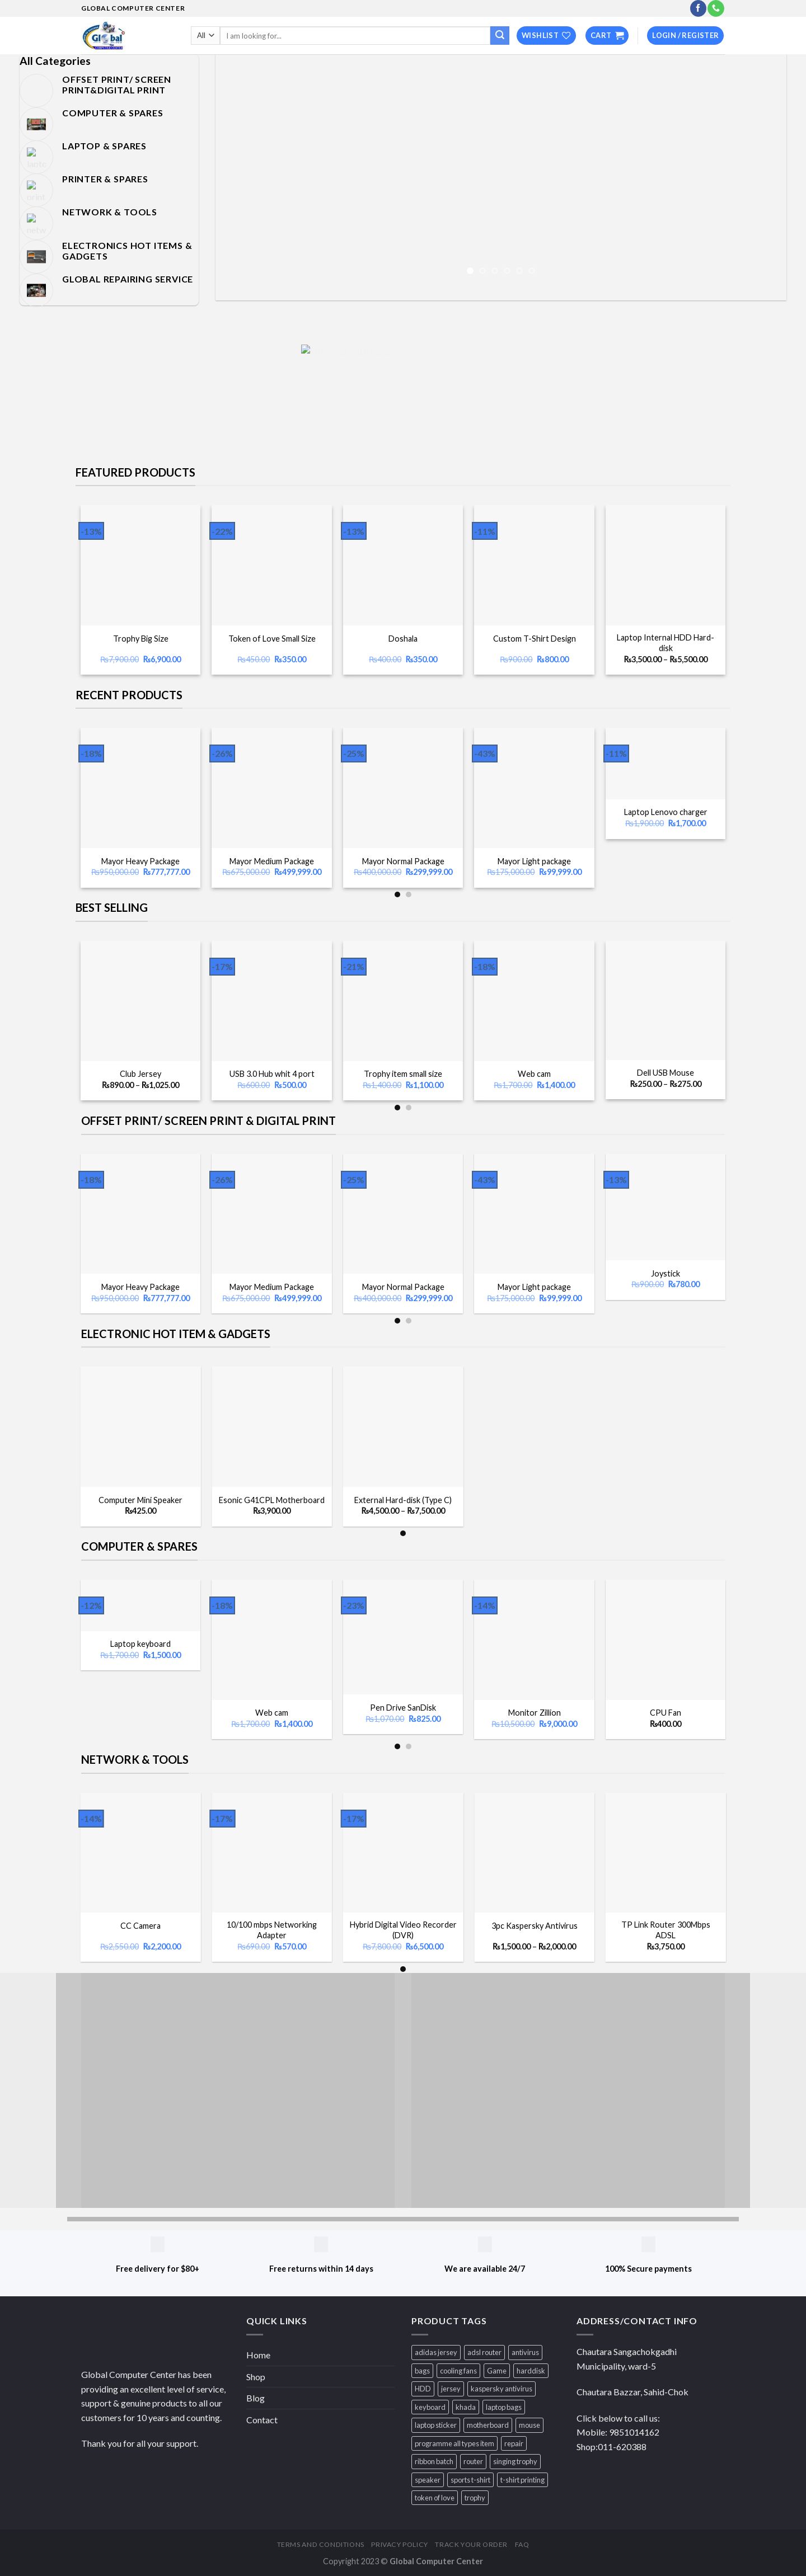 GLOBAL COMPUTER CENTER
Global
All
I am looking for...
WISHLIST
CART
LOGIN / REGISTER
All Categories
OFFSET PRINT/ SCREEN
PRINT&DIGITAL PRINT
COMPUTER & SPARES
LAPTOP & SPARES
PRINTER & SPARES
NETWORK & TOOLS
ELECTRONICS HOT ITEMS &
GADGETS
GLOBAL REPAIRING SERVICE
FEATURED PRODUCTS
-13%
-22%
-13%
-11%
Trophy Big Size
₨7,900.00 ₨6,900.00
Token of Love Small Size
₨450.00 ₨350.00
Doshala
₨400.00 ₨350.00
Custom T-Shirt Design
₨900.00 ₨800.00
Laptop Internal HDD Hard-
disk
₨3,500.00 – ₨5,500.00
RECENT PRODUCTS
-18%
-26%
-25%
-43%
-11%
Mayor Heavy Package
₨950,000.00 ₨777,777.00
Mayor Medium Package
₨675,000.00 ₨499,999.00
Mayor Normal Package
₨400,000.00 ₨299,999.00
Mayor Light package
₨175,000.00 ₨99,999.00
Laptop Lenovo charger
₨1,900.00 ₨1,700.00
BEST SELLING
-17%
-21%
-18%
Club Jersey
₨890.00 – ₨1,025.00
USB 3.0 Hub whit 4 port
₨600.00 ₨500.00
Trophy item small size
₨1,400.00 ₨1,100.00
Web cam
₨1,700.00 ₨1,400.00
Dell USB Mouse
₨250.00 – ₨275.00
OFFSET PRINT/ SCREEN PRINT & DIGITAL PRINT
-18%
-26%
-25%
-43%
-13%
Mayor Heavy Package
₨950,000.00 ₨777,777.00
Mayor Medium Package
₨675,000.00 ₨499,999.00
Mayor Normal Package
₨400,000.00 ₨299,999.00
Mayor Light package
₨175,000.00 ₨99,999.00
Joystick
₨900.00 ₨780.00
ELECTRONIC HOT ITEM & GADGETS
Computer Mini Speaker
₨425.00
Esonic G41CPL Motherboard
₨3,900.00
External Hard-disk (Type C)
₨4,500.00 – ₨7,500.00
COMPUTER & SPARES
-12%
-18%
-23%
-14%
Laptop keyboard
₨1,700.00 ₨1,500.00
Web cam
₨1,700.00 ₨1,400.00
Pen Drive SanDisk
₨1,070.00 ₨825.00
Monitor Zillion
₨10,500.00 ₨9,000.00
CPU Fan
₨400.00
NETWORK & TOOLS
-14%
-17%
-17%
CC Camera
₨2,550.00 ₨2,200.00
10/100 mbps Networking
Adapter
₨690.00 ₨570.00
Hybrid Digital Video Recorder
(DVR)
₨7,800.00 ₨6,500.00
3pc Kaspersky Antivirus
₨1,500.00 – ₨2,000.00
TP Link Router 300Mbps
ADSL
₨3,750.00
Free delivery for $80+
Free returns within 14 days
We are available 24/7
100% Secure payments
Global Computer Center has been
providing an excellent level of service,
support & genuine products to all our
customers for 10 years and counting.
Thank you for all your support.
QUICK LINKS
Home
Shop
Blog
Contact
PRODUCT TAGS
adidas jersey adsl router antivirus
bags cooling fans Game harddisk
HDD jersey kaspersky antivirus
keyboard khada laptop bags
laptop sticker motherboard mouse
programme all types item repair
ribbon batch router singing trophy
speaker sports t-shirt t-shirt printing
token of love trophy
ADDRESS/CONTACT INFO
Chautara Sangachokgadhi
Municipality, ward-5
Chautara Bazzar, Sahid-Chok
Click below to call us:
Mobile: 9851014162
Shop:011-620388
TERMS AND CONDITIONS PRIVACY POLICY TRACK YOUR ORDER FAQ
Copyright 2023 © Global Computer Center